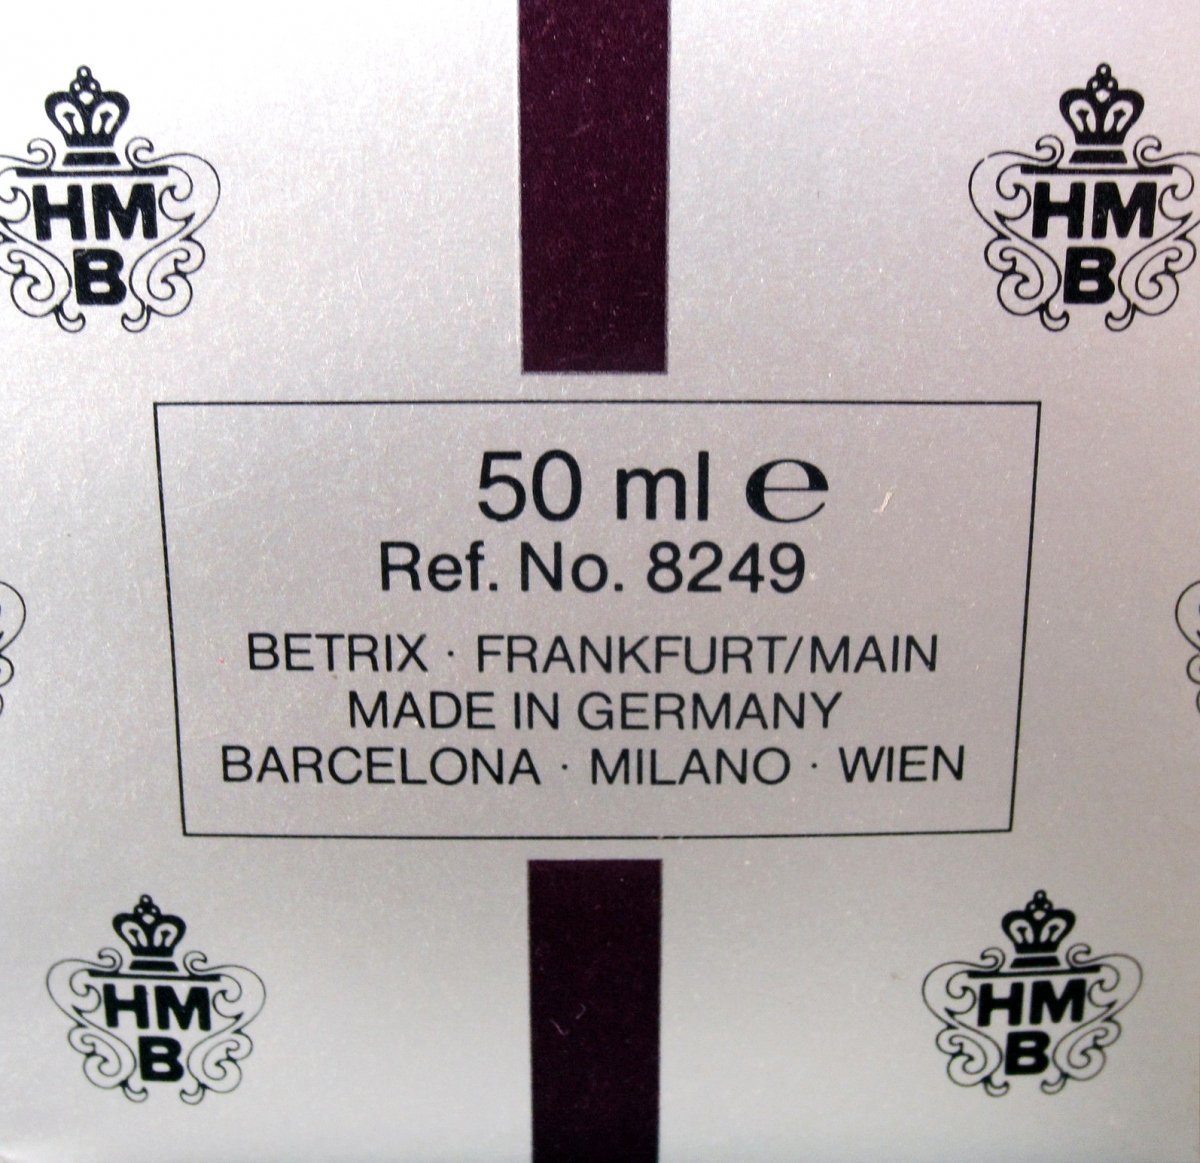 HM
B
HM
B
50 ml ℮
Ref. No. 8249
BETRIX · FRANKFURT/MAIN
MADE IN GERMANY
BARCELONA · MILANO · WIEN
HM
B
HM
B